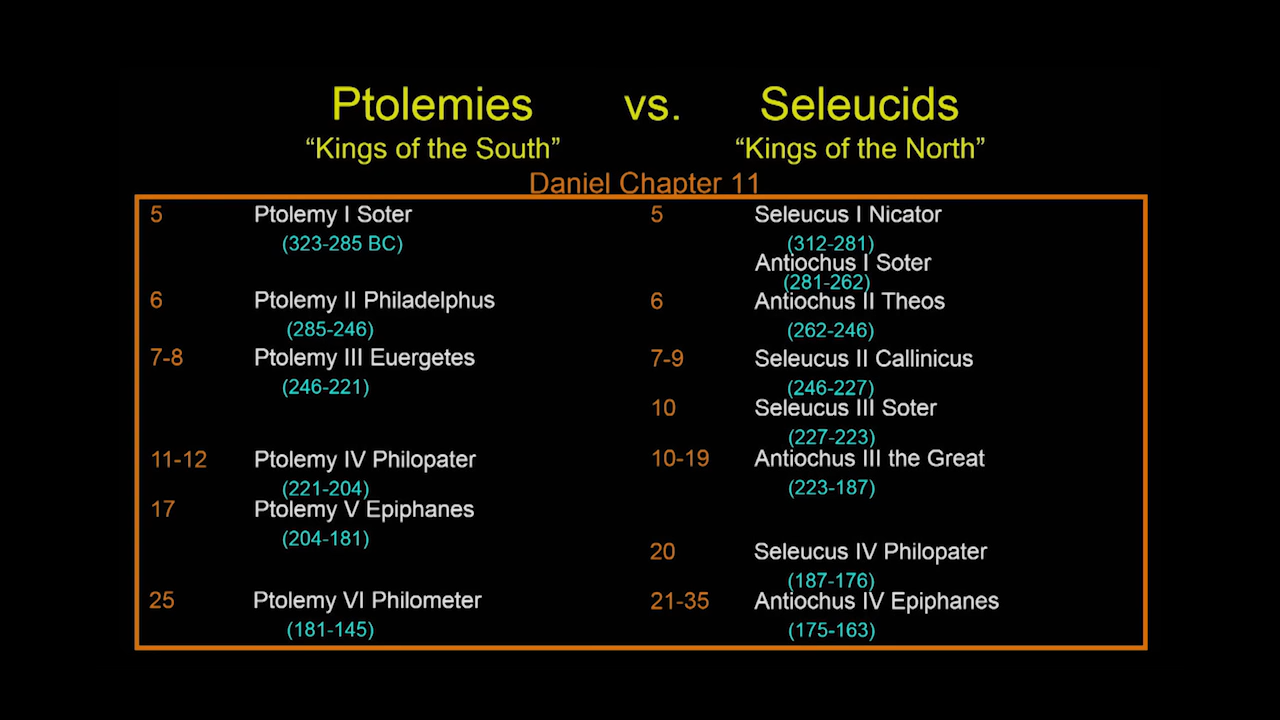 Ptolemies vs. Seleucids
“Kings of the South” “Kings of the North”
Daniel Chapter 11
5 Ptolemy I Soter 5 Seleucus I Nicator
(323-285 BC) (312-281)
Antiochus I Soter
(281-262)
6 Ptolemy II Philadelphus 6 Antiochus II Theos
(285-246) (262-246)
7-8 Ptolemy III Euergetes 7-9 Seleucus II Callinicus
(246-221) (246-227)
10 Seleucus III Soter
(227-223)
11-12 Ptolemy IV Philopater 10-19 Antiochus III the Great
(221-204) (223-187)
17 Ptolemy V Epiphanes
(204-181)
20 Seleucus IV Philopater
(187-176)
25 Ptolemy VI Philometer 21-35 Antiochus IV Epiphanes
(181-145) (175-163)